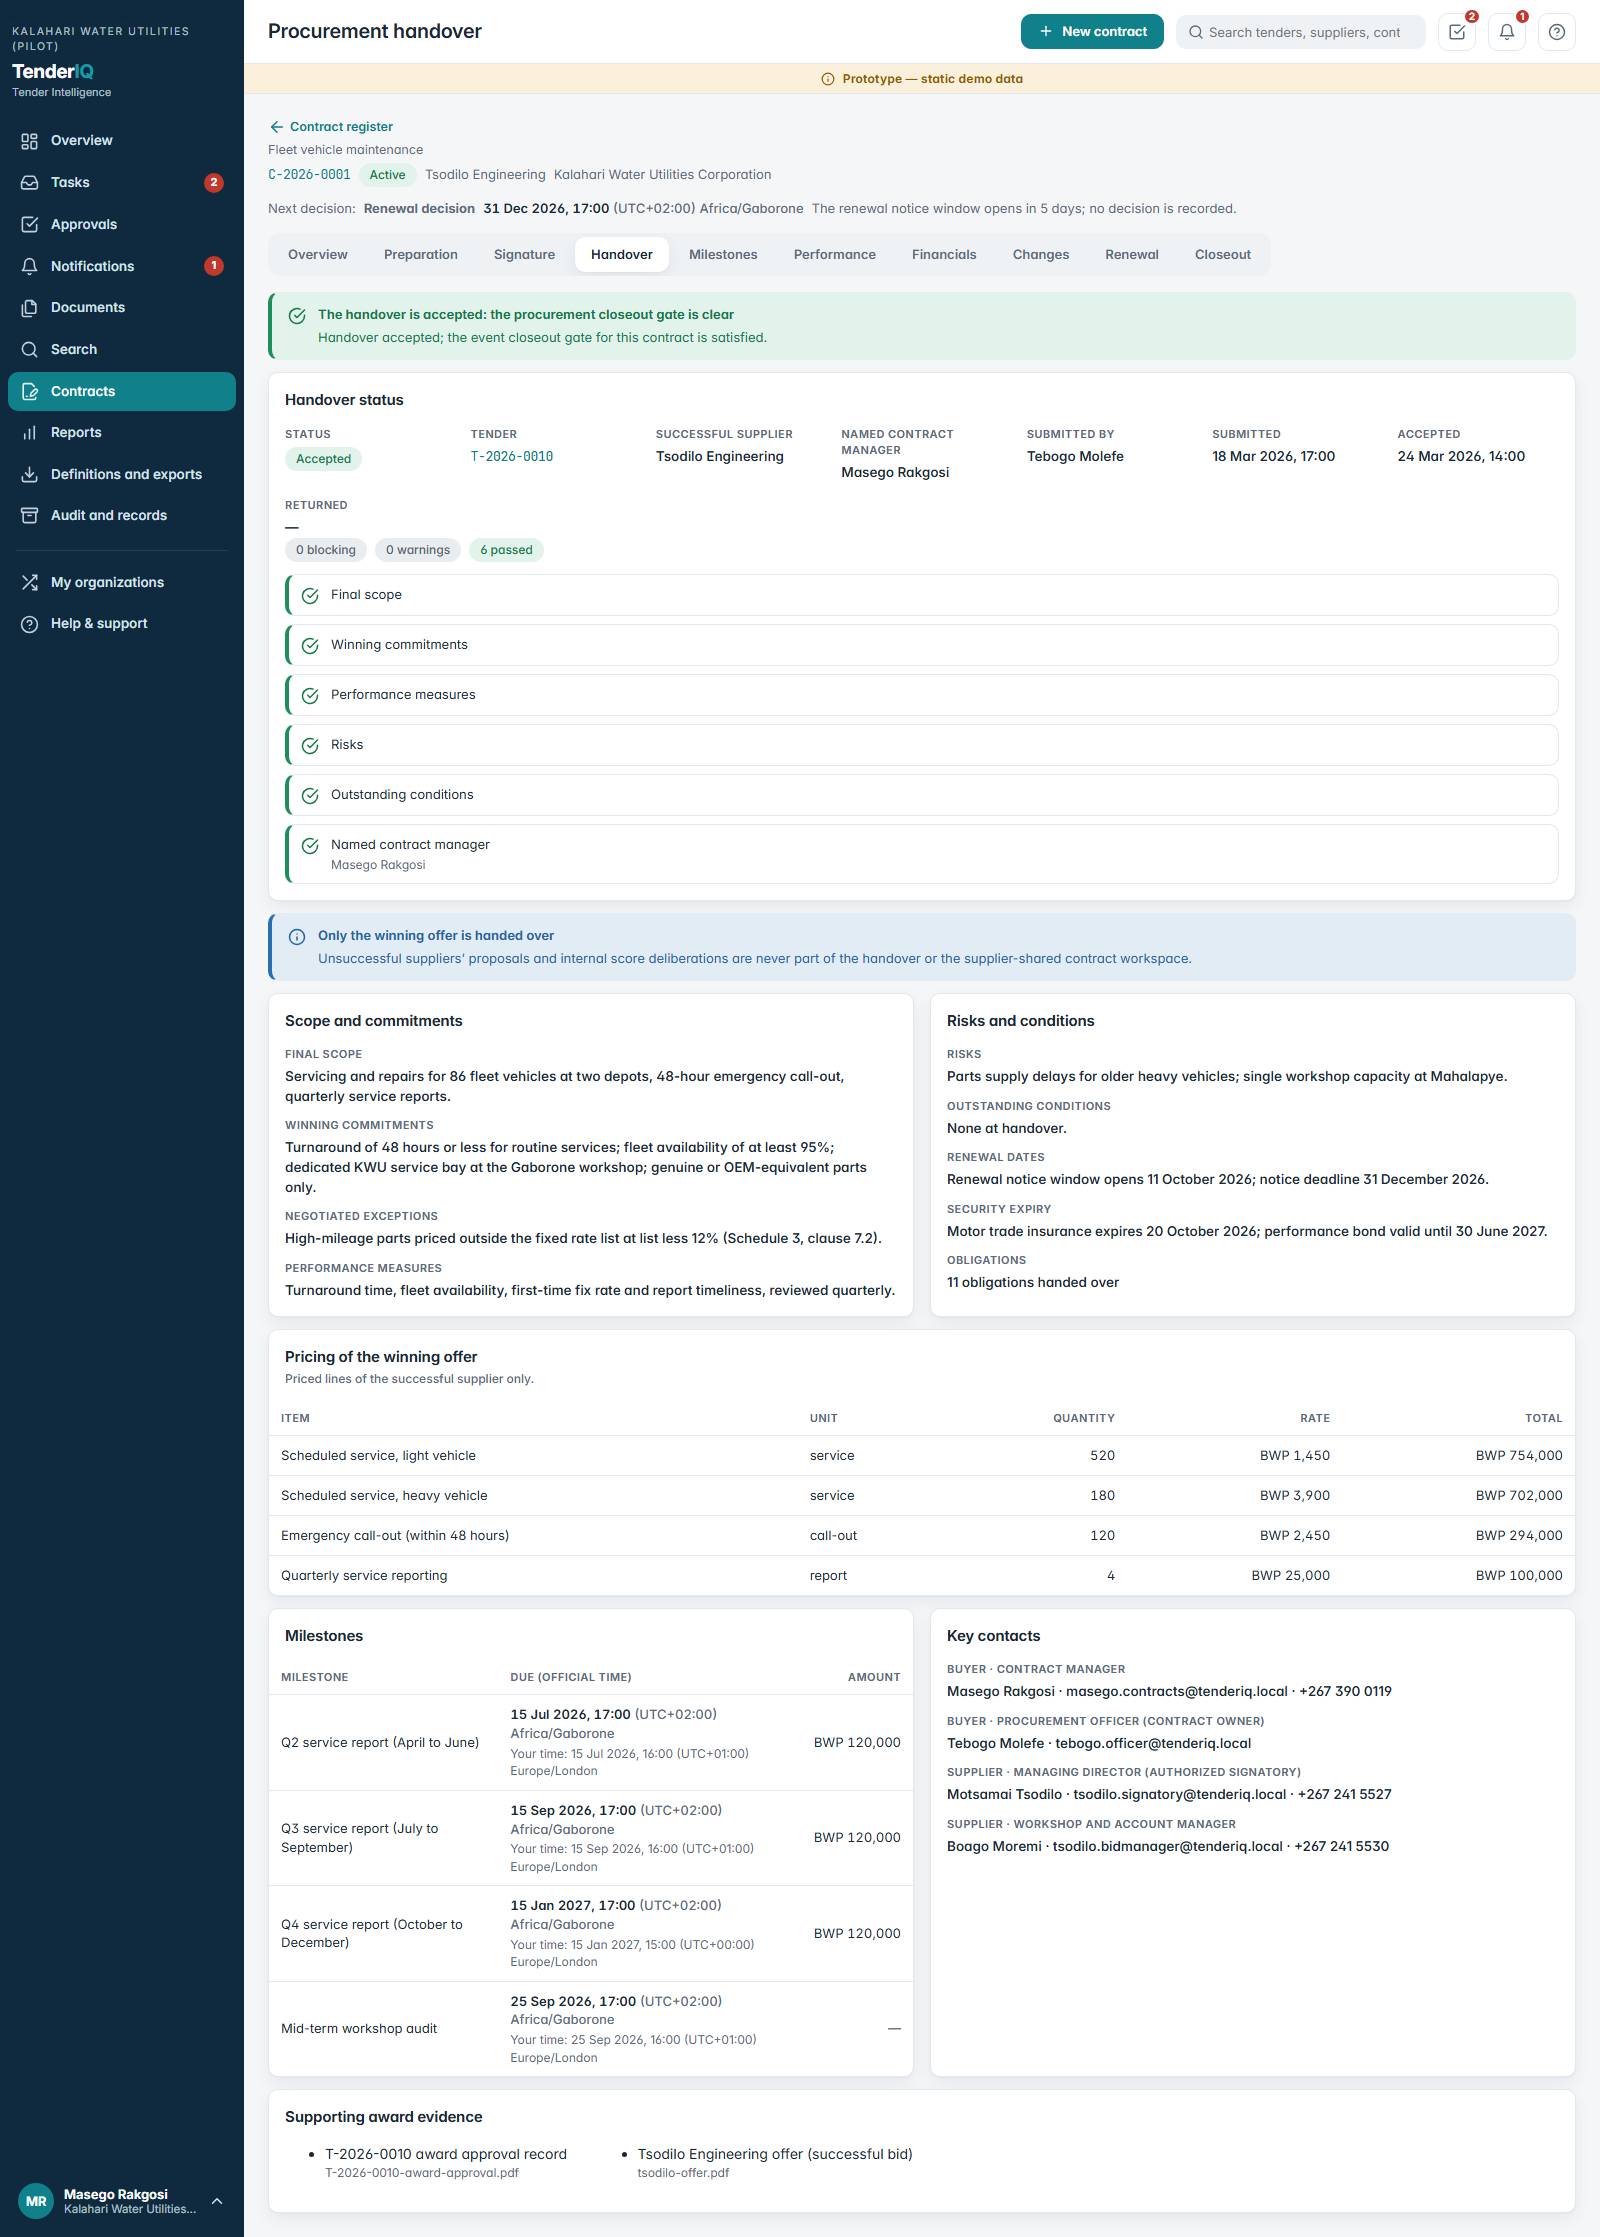 KALAHARI WATER UTILITIES
(PILOT)
TenderIQ
Tender Intelligence
Overview
Tasks 2
Approvals
Notifications 1
Documents
Search
Contracts
Reports
Definitions and exports
Audit and records
My organizations
Help & support
MR
Masego Rakgosi
Kalahari Water Utilities...
Procurement handover
New contract
Search tenders, suppliers, cont
2
1
Prototype — static demo data
Contract register
Fleet vehicle maintenance
C-2026-0001 Active Tsodilo Engineering Kalahari Water Utilities Corporation
Next decision: Renewal decision 31 Dec 2026, 17:00 (UTC+02:00) Africa/Gaborone The renewal notice window opens in 5 days; no decision is recorded.
Overview Preparation Signature Handover Milestones Performance Financials Changes Renewal Closeout
The handover is accepted: the procurement closeout gate is clear
Handover accepted; the event closeout gate for this contract is satisfied.
Handover status
STATUS
Accepted
TENDER
T-2026-0010
SUCCESSFUL SUPPLIER
Tsodilo Engineering
NAMED CONTRACT
MANAGER
Masego Rakgosi
SUBMITTED BY
Tebogo Molefe
SUBMITTED
18 Mar 2026, 17:00
ACCEPTED
24 Mar 2026, 14:00
RETURNED
—
0 blocking 0 warnings 6 passed
Final scope
Winning commitments
Performance measures
Risks
Outstanding conditions
Named contract manager
Masego Rakgosi
Only the winning offer is handed over
Unsuccessful suppliers' proposals and internal score deliberations are never part of the handover or the supplier-shared contract workspace.
Scope and commitments
FINAL SCOPE
Servicing and repairs for 86 fleet vehicles at two depots, 48-hour emergency call-out,
quarterly service reports.
WINNING COMMITMENTS
Turnaround of 48 hours or less for routine services; fleet availability of at least 95%;
dedicated KWU service bay at the Gaborone workshop; genuine or OEM-equivalent parts
only.
NEGOTIATED EXCEPTIONS
High-mileage parts priced outside the fixed rate list at list less 12% (Schedule 3, clause 7.2).
PERFORMANCE MEASURES
Turnaround time, fleet availability, first-time fix rate and report timeliness, reviewed quarterly.
Risks and conditions
RISKS
Parts supply delays for older heavy vehicles; single workshop capacity at Mahalapye.
OUTSTANDING CONDITIONS
None at handover.
RENEWAL DATES
Renewal notice window opens 11 October 2026; notice deadline 31 December 2026.
SECURITY EXPIRY
Motor trade insurance expires 20 October 2026; performance bond valid until 30 June 2027.
OBLIGATIONS
11 obligations handed over
Pricing of the winning offer
Priced lines of the successful supplier only.
ITEM UNIT QUANTITY RATE TOTAL
Scheduled service, light vehicle service 520 BWP 1,450 BWP 754,000
Scheduled service, heavy vehicle service 180 BWP 3,900 BWP 702,000
Emergency call-out (within 48 hours) call-out 120 BWP 2,450 BWP 294,000
Quarterly service reporting report 4 BWP 25,000 BWP 100,000
Milestones
MILESTONE DUE (OFFICIAL TIME) AMOUNT
Q2 service report (April to June)
15 Jul 2026, 17:00 (UTC+02:00)
Africa/Gaborone
Your time: 15 Jul 2026, 16:00 (UTC+01:00)
Europe/London
BWP 120,000
Q3 service report (July to
September)
15 Sep 2026, 17:00 (UTC+02:00)
Africa/Gaborone
Your time: 15 Sep 2026, 16:00 (UTC+01:00)
Europe/London
BWP 120,000
Q4 service report (October to
December)
15 Jan 2027, 17:00 (UTC+02:00)
Africa/Gaborone
Your time: 15 Jan 2027, 15:00 (UTC+00:00)
Europe/London
BWP 120,000
Mid-term workshop audit
25 Sep 2026, 17:00 (UTC+02:00)
Africa/Gaborone
Your time: 25 Sep 2026, 16:00 (UTC+01:00)
Europe/London
—
Key contacts
BUYER · CONTRACT MANAGER
Masego Rakgosi · masego.contracts@tenderiq.local · +267 390 0119
BUYER · PROCUREMENT OFFICER (CONTRACT OWNER)
Tebogo Molefe · tebogo.officer@tenderiq.local
SUPPLIER · MANAGING DIRECTOR (AUTHORIZED SIGNATORY)
Motsamai Tsodilo · tsodilo.signatory@tenderiq.local · +267 241 5527
SUPPLIER · WORKSHOP AND ACCOUNT MANAGER
Boago Moremi · tsodilo.bidmanager@tenderiq.local · +267 241 5530
Supporting award evidence
• T-2026-0010 award approval record
T-2026-0010-award-approval.pdf
• Tsodilo Engineering offer (successful bid)
tsodilo-offer.pdf